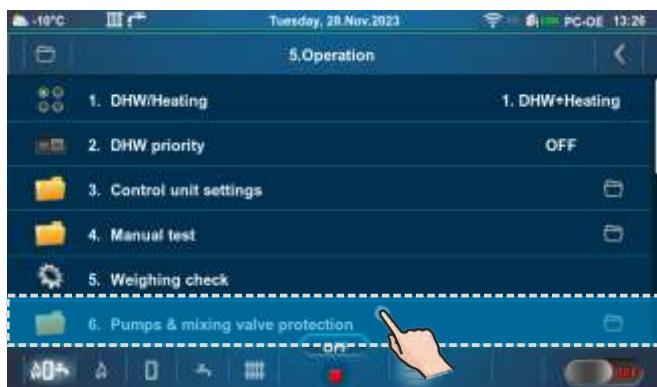 -10°C Tuesday, 28.Nov.2023 PC-OE 13:26
5.Operation
1. DHW/Heating 1. DHW+Heating
2. DHW priority OFF
3. Control unit settings
4. Manual test
5. Weighing check
6. Pumps & mixing valve protection
OFF
OFF